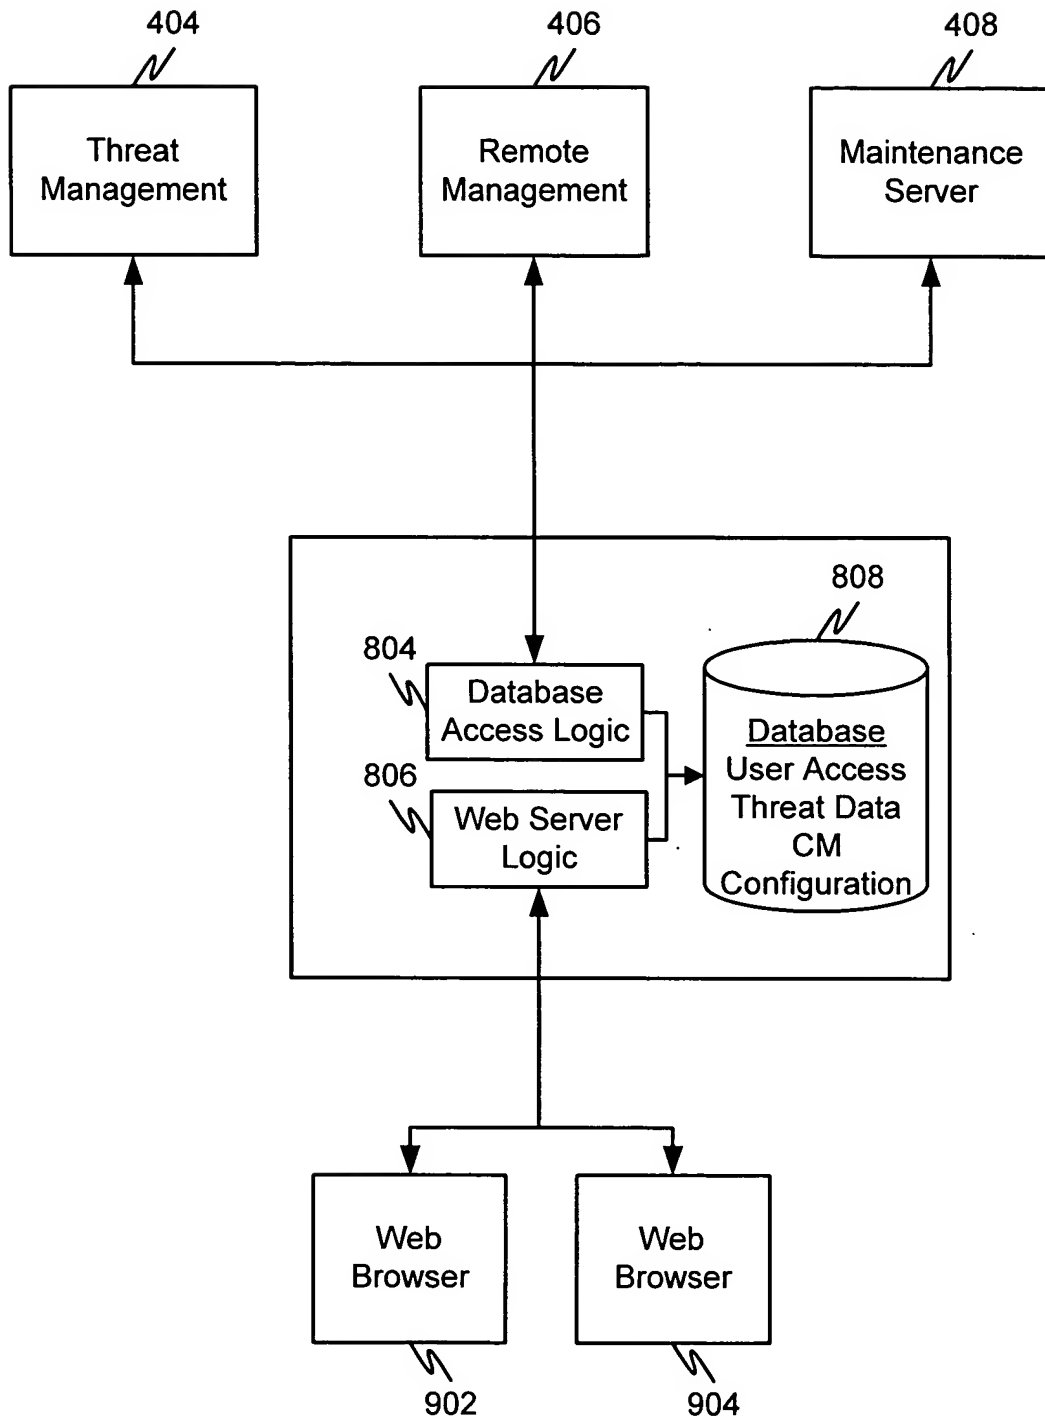 404
406
408
Threat
Management
Remote
Management
Maintenance
Server
808
804
Database
Access Logic
806
Web Server
Logic
Database
User Access
Threat Data
CM
Configuration
Web
Browser
Web
Browser
902
904